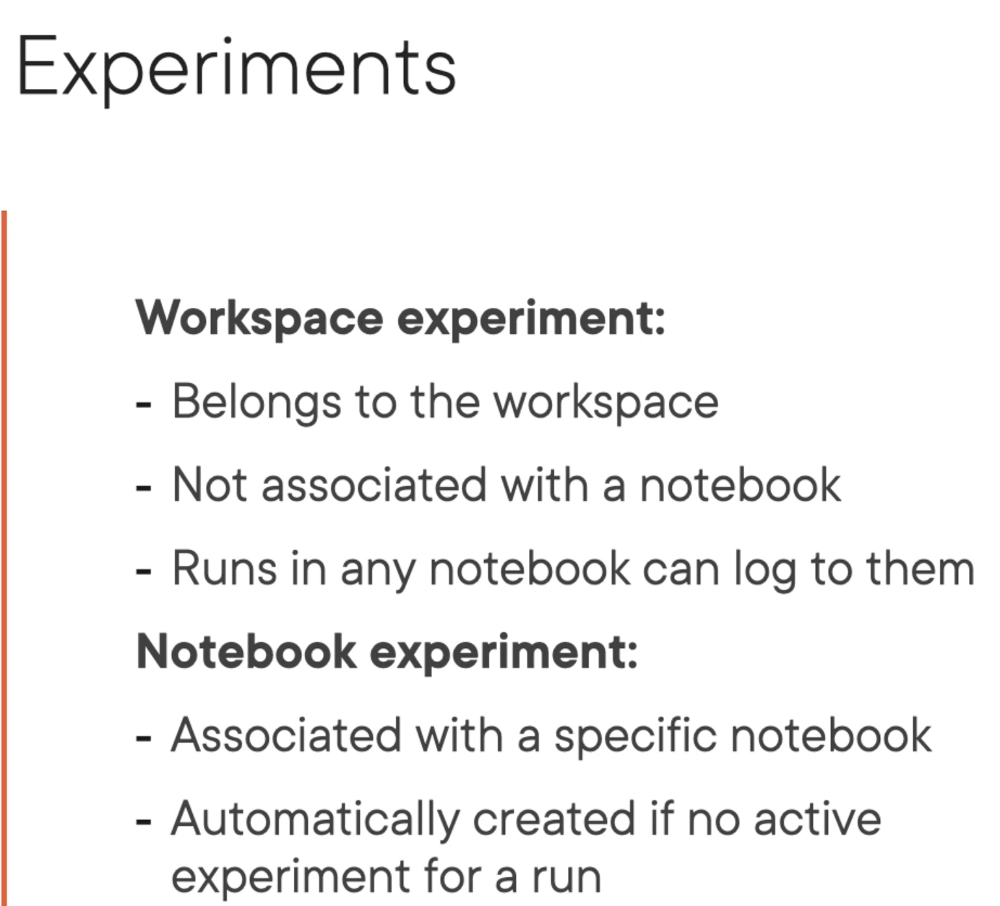 Experiments
Workspace experiment:
- Belongs to the workspace
- Not associated with a notebook
- Runs in any notebook can log to them
Notebook experiment:
- Associated with a specific notebook
- Automatically created if no active
experiment for a run